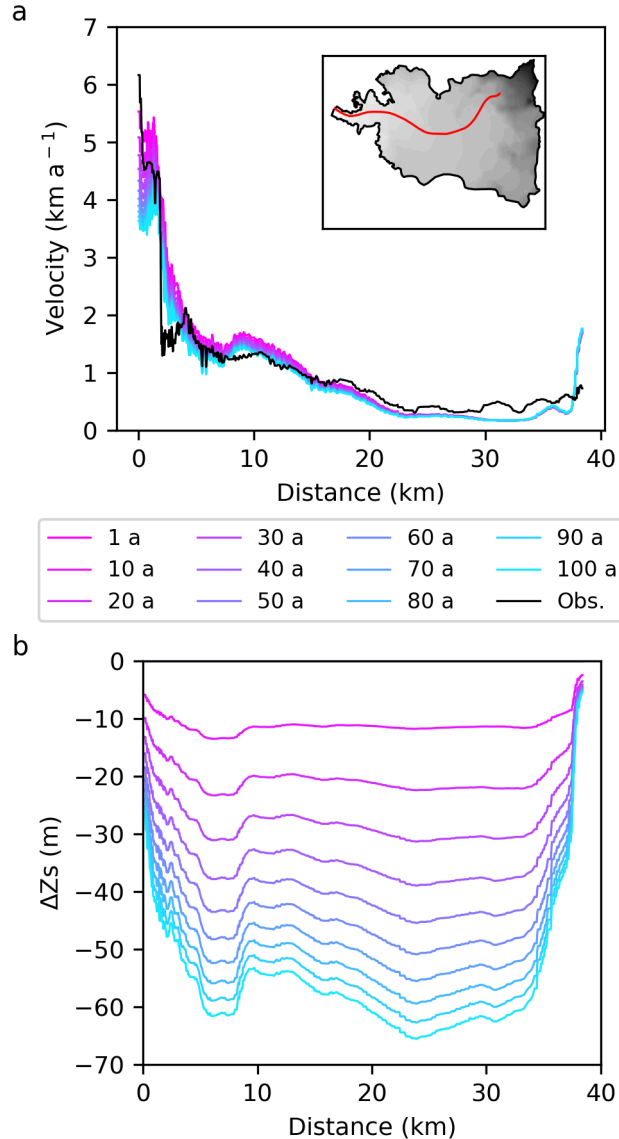 a
7
6
5
4
3
2
1
0
Velocity (km a⁻¹)
0 10 20 30 40
Distance (km)
1 a 30 a 60 a 90 a
10 a 40 a 70 a 100 a
20 a 50 a 80 a Obs.
b
0
−10
−20
−30
−40
−50
−60
−70
ΔZs (m)
0 10 20 30 40
Distance (km)